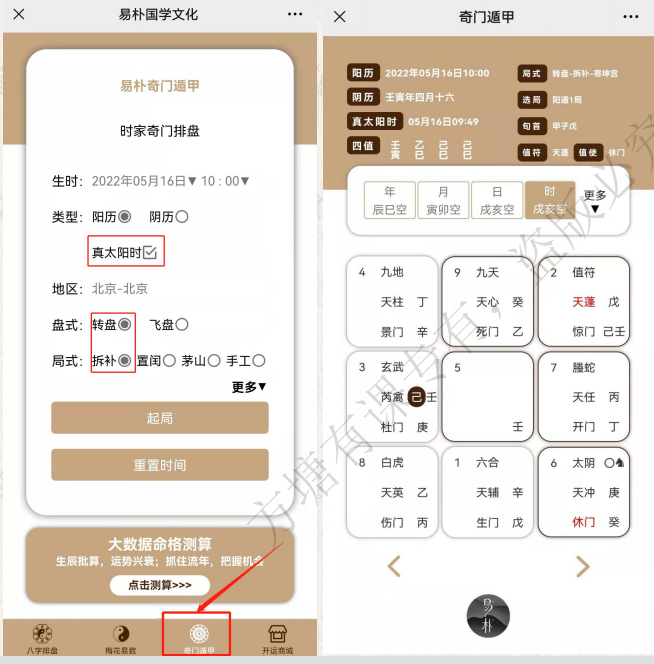 易朴国学文化
易朴奇门遁甲
时家奇门排盘
生时: 2022年05月16日▼ 10 : 00▼
类型: 阳历 阴历
真太阳时
地区: 北京-北京
盘式: 转盘 飞盘
局式: 拆补 置闰 茅山 手工
更多▼
起局
重置时间
大数据命格测算
生辰批算，运势兴衰；抓住流年，把握机会
点击测算>>>
八字排盘 梅花易数 奇门遁甲 开运商城
奇门遁甲
阳历 2022年05月16日10:00 局式 转盘-拆补-寄坤宫
阴历 壬寅年四月十六 选局 阳遁1局
真太阳时 05月16日09:49 旬首 甲子戊
四值 壬寅 乙巳 己巳 己巳 值符 天蓬 值使 休门
年 月 日 时 更多
辰巳空 寅卯空 戌亥空 戌亥空 ▼
4 九地
天柱 丁
景门 辛
9 九天
天心 癸
死门 乙
2 值符
天蓬 戊
惊门 己壬
3 玄武
芮禽 己 壬
杜门 庚
5
壬
7 螣蛇
天任 丙
开门 丁
8 白虎
天英 乙
伤门 丙
1 六合
天辅 辛
生门 戊
6 太阴
天冲 庚
休门 癸
易朴
方塘有课专有，盗版必究